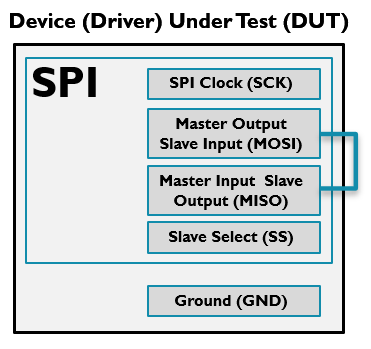 Device (Driver) Under Test (DUT)
SPI
SPI Clock (SCK)
Master Output
Slave Input (MOSI)
Master Input Slave
Output (MISO)
Slave Select (SS)
Ground (GND)